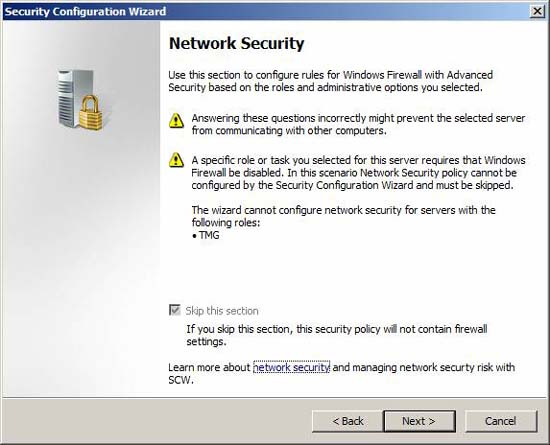 Security Configuration Wizard
Network Security
Use this section to configure rules for Windows Firewall with Advanced
Security based on the roles and administrative options you selected.
Answering these questions incorrectly might prevent the selected server
from communicating with other computers.
A specific role or task you selected for this server requires that Windows
Firewall be disabled. In this scenario Network Security policy cannot be
configured by the Security Configuration Wizard and must be skipped.
The wizard cannot configure network security for servers with the
following roles:
• TMG
Skip this section
If you skip this section, this security policy will not contain firewall
settings.
Learn more about network security and managing network security risk with
SCW.
< Back Next > Cancel